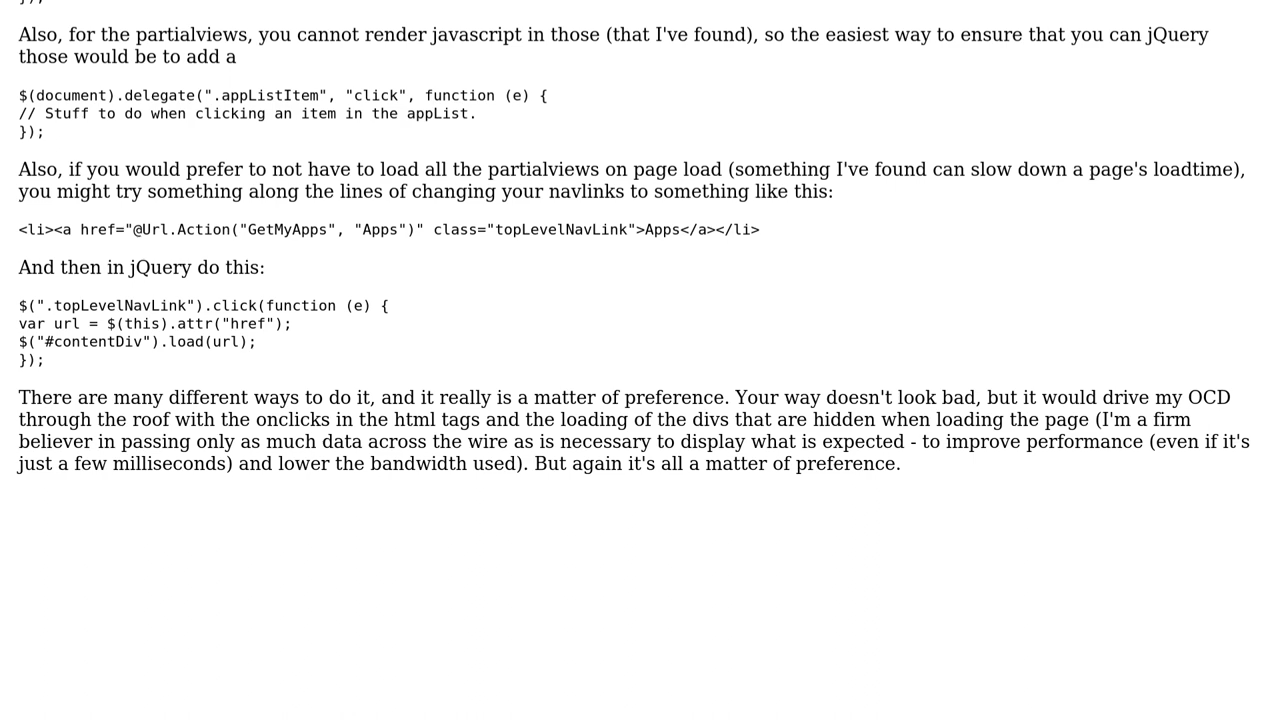 });
Also, for the partialviews, you cannot render javascript in those (that I've found), so the easiest way to ensure that you can jQuery
those would be to add a
$(document).delegate(".appListItem", "click", function (e) {
// Stuff to do when clicking an item in the appList.
});
Also, if you would prefer to not have to load all the partialviews on page load (something I've found can slow down a page's loadtime),
you might try something along the lines of changing your navlinks to something like this:
<li><a href="@Url.Action("GetMyApps", "Apps")" class="topLevelNavLink">Apps</a></li>
And then in jQuery do this:
$(".topLevelNavLink").click(function (e) {
var url = $(this).attr("href");
$("#contentDiv").load(url);
});
There are many different ways to do it, and it really is a matter of preference. Your way doesn't look bad, but it would drive my OCD
through the roof with the onclicks in the html tags and the loading of the divs that are hidden when loading the page (I'm a firm
believer in passing only as much data across the wire as is necessary to display what is expected - to improve performance (even if it's
just a few milliseconds) and lower the bandwidth used). But again it's all a matter of preference.